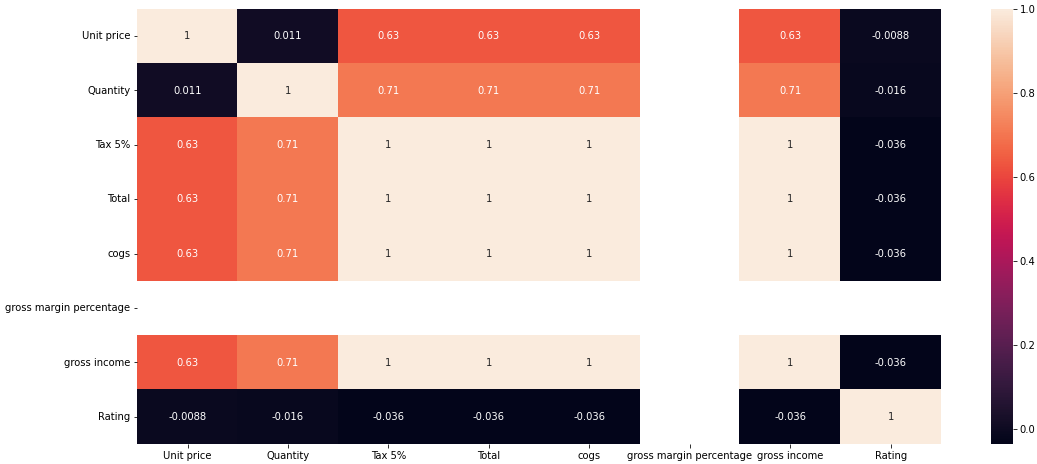 Unit price 1 0.011 0.63 0.63 0.63 0.63 -0.0088
Quantity 0.011 1 0.71 0.71 0.71 0.71 -0.016
Tax 5% 0.63 0.71 1 1 1 1 -0.036
Total 0.63 0.71 1 1 1 1 -0.036
cogs 0.63 0.71 1 1 1 1 -0.036
gross margin percentage
gross income 0.63 0.71 1 1 1 1 -0.036
Rating -0.0088 -0.016 -0.036 -0.036 -0.036 -0.036 1
Unit price Quantity Tax 5% Total cogs gross margin percentage gross income Rating
1.0
0.8
0.6
0.4
0.2
0.0